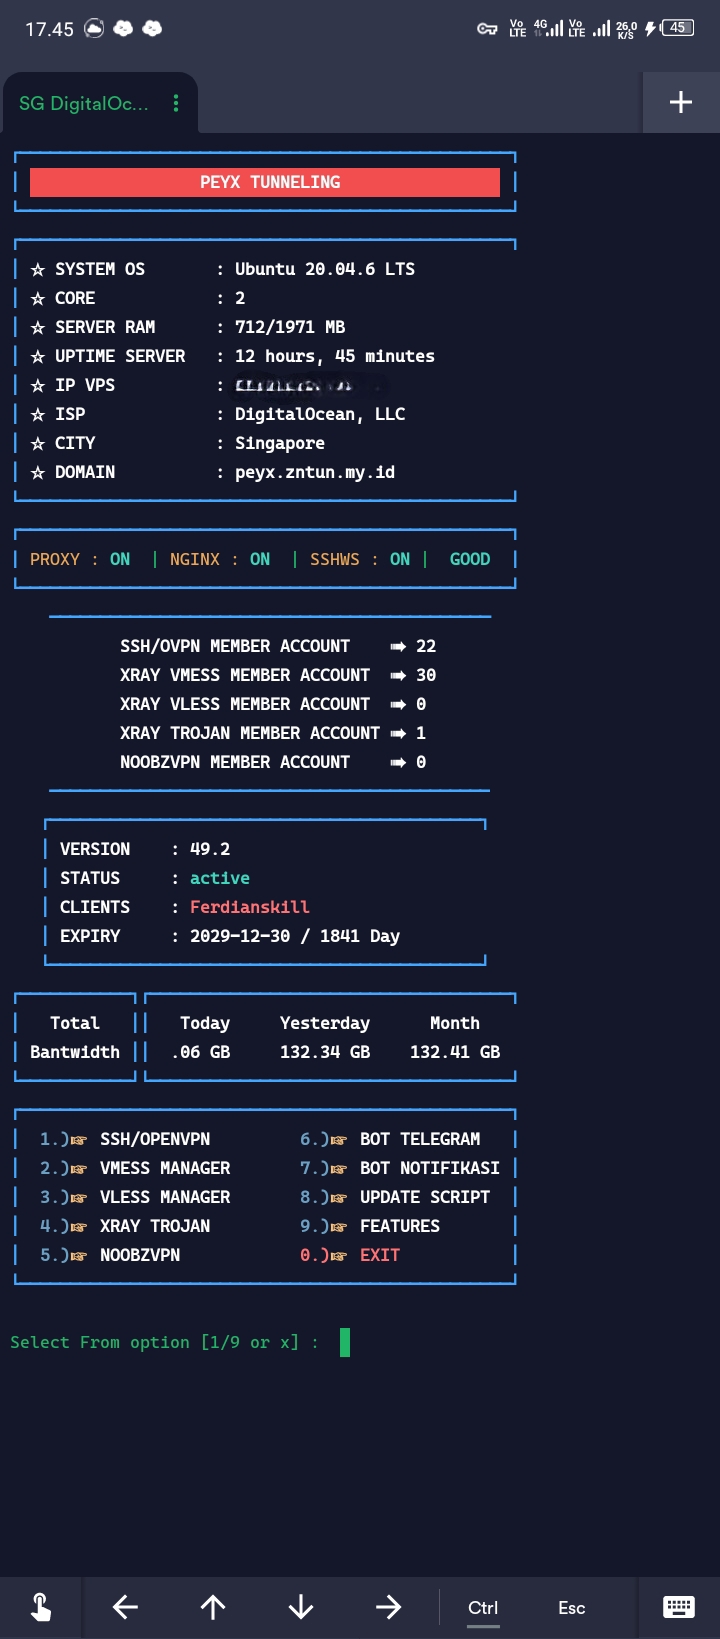 17.45
Vo LTE 4G Vo LTE 26,0 K/S 45
SG DigitalOc...
PEYX TUNNELING
☆ SYSTEM OS : Ubuntu 20.04.6 LTS
☆ CORE : 2
☆ SERVER RAM : 712/1971 MB
☆ UPTIME SERVER : 12 hours, 45 minutes
☆ IP VPS :
☆ ISP : DigitalOcean, LLC
☆ CITY : Singapore
☆ DOMAIN : peyx.zntun.my.id
PROXY : ON | NGINX : ON | SSHWS : ON | GOOD
SSH/OVPN MEMBER ACCOUNT ➠ 22
XRAY VMESS MEMBER ACCOUNT ➠ 30
XRAY VLESS MEMBER ACCOUNT ➠ 0
XRAY TROJAN MEMBER ACCOUNT ➠ 1
NOOBZVPN MEMBER ACCOUNT ➠ 0
VERSION : 49.2
STATUS : active
CLIENTS : Ferdianskill
EXPIRY : 2029-12-30 / 1841 Day
Total Today Yesterday Month
Bantwidth .06 GB 132.34 GB 132.41 GB
1.)☞ SSH/OPENVPN 6.)☞ BOT TELEGRAM
2.)☞ VMESS MANAGER 7.)☞ BOT NOTIFIKASI
3.)☞ VLESS MANAGER 8.)☞ UPDATE SCRIPT
4.)☞ XRAY TROJAN 9.)☞ FEATURES
5.)☞ NOOBZVPN 0.)☞ EXIT
Select From option [1/9 or x] :
Ctrl Esc